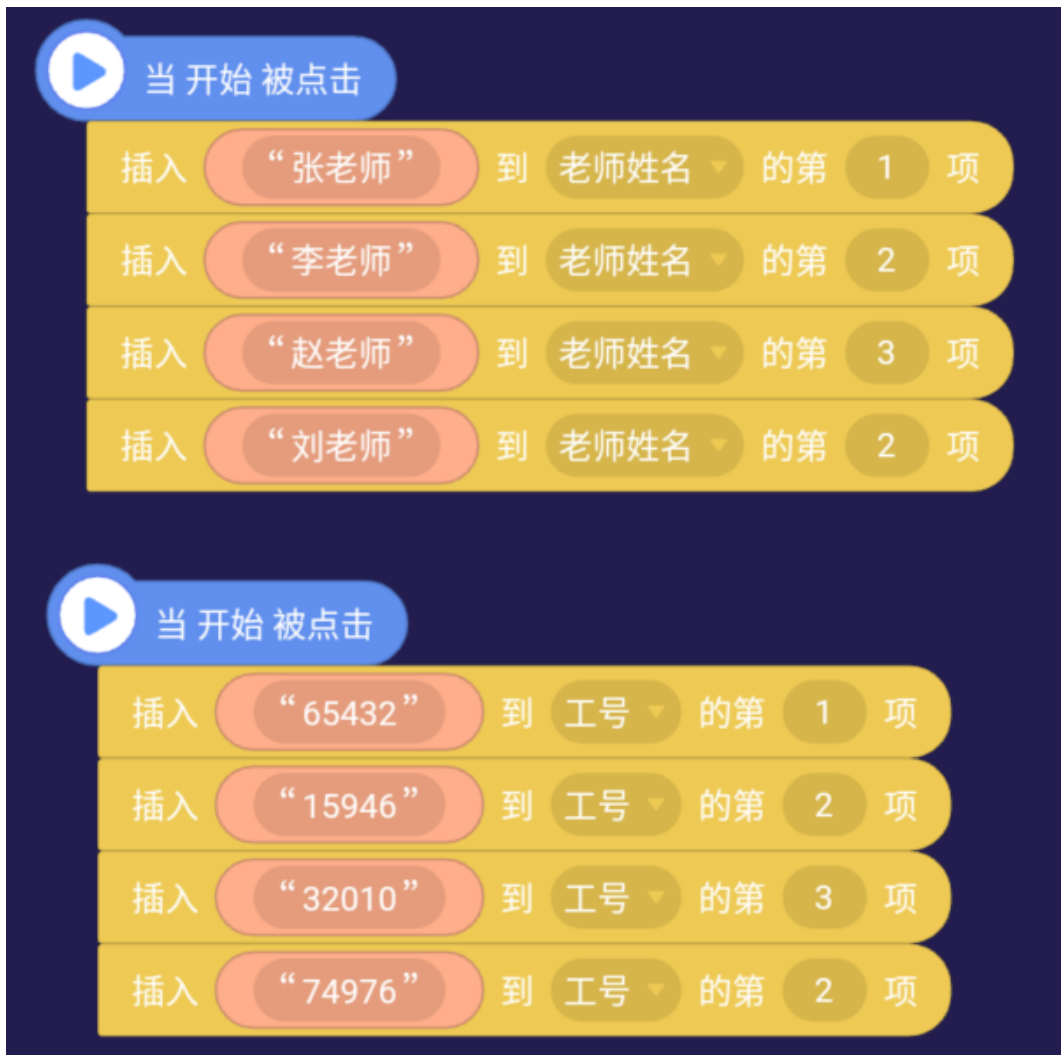 当 开始 被点击
插入 “张老师” 到 老师姓名 的第 1 项
插入 “李老师” 到 老师姓名 的第 2 项
插入 “赵老师” 到 老师姓名 的第 3 项
插入 “刘老师” 到 老师姓名 的第 2 项
当 开始 被点击
插入 “65432” 到 工号 的第 1 项
插入 “15946” 到 工号 的第 2 项
插入 “32010” 到 工号 的第 3 项
插入 “74976” 到 工号 的第 2 项